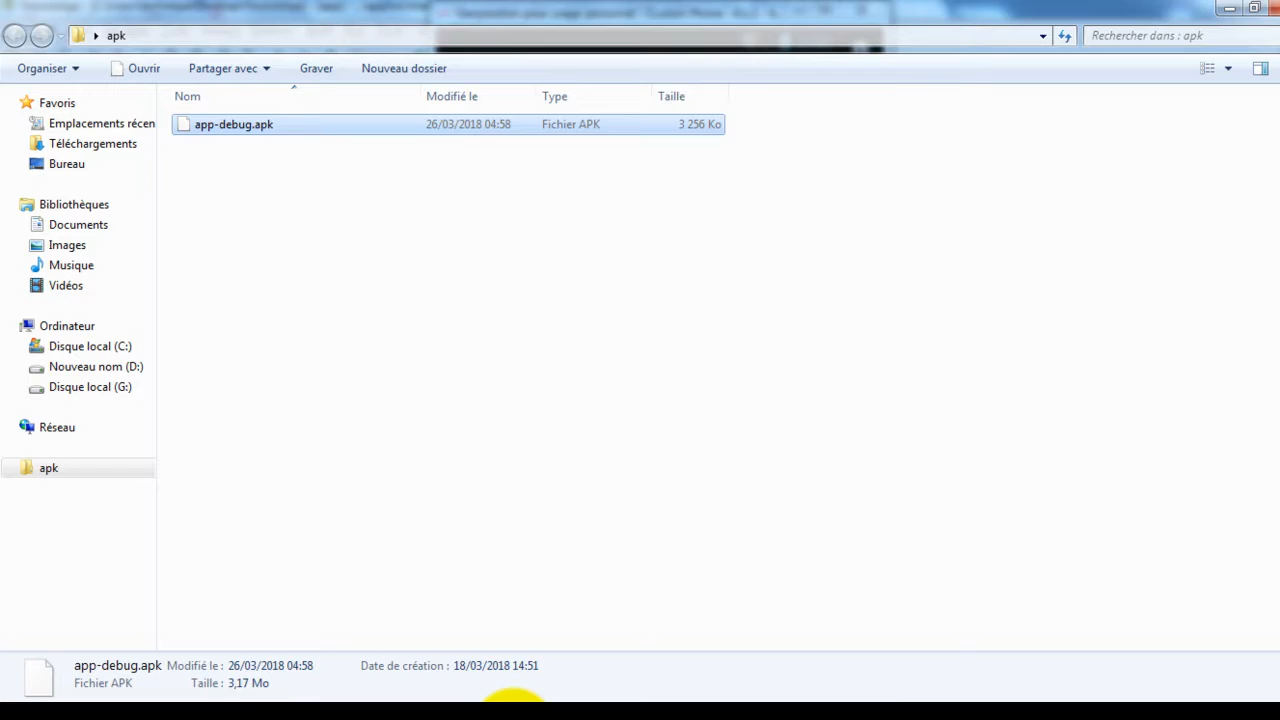 apk
Rechercher dans : apk
Organiser Ouvrir Partager avec Graver Nouveau dossier
Nom Modifié le Type Taille
app-debug.apk 26/03/2018 04:58 Fichier APK 3 256 Ko
Favoris
Emplacements récen
Téléchargements
Bureau
Bibliothèques
Documents
Images
Musique
Vidéos
Ordinateur
Disque local (C:)
Nouveau nom (D:)
Disque local (G:)
Réseau
apk
app-debug.apk Modifié le : 26/03/2018 04:58 Date de création : 18/03/2018 14:51
Fichier APK Taille : 3,17 Mo